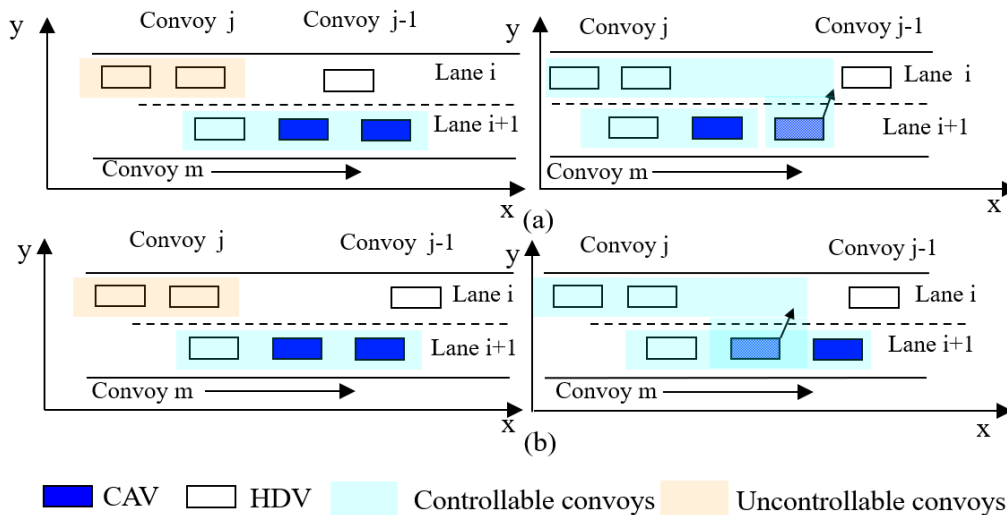 y
Convoy j
Convoy j-1
Lane i
Lane i+1
Convoy m
x
y
Convoy j
Convoy j-1
Lane i
Lane i+1
Convoy m
x
(a)
y
Convoy j
Convoy j-1
Lane i
Lane i+1
Convoy m
x
y
Convoy j
Convoy j-1
Lane i
Lane i+1
Convoy m
x
(b)
CAV
HDV
Controllable convoys
Uncontrollable convoys